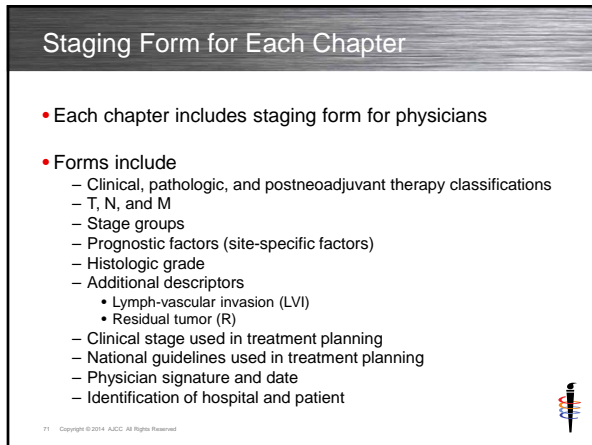 Staging Form for Each Chapter
• Each chapter includes staging form for physicians
• Forms include
– Clinical, pathologic, and postneoadjuvant therapy classifications
– T, N, and M
– Stage groups
– Prognostic factors (site-specific factors)
– Histologic grade
– Additional descriptors
• Lymph-vascular invasion (LVI)
• Residual tumor (R)
– Clinical stage used in treatment planning
– National guidelines used in treatment planning
– Physician signature and date
– Identification of hospital and patient
71 Copyright © 2014 AJCC All Rights Reserved